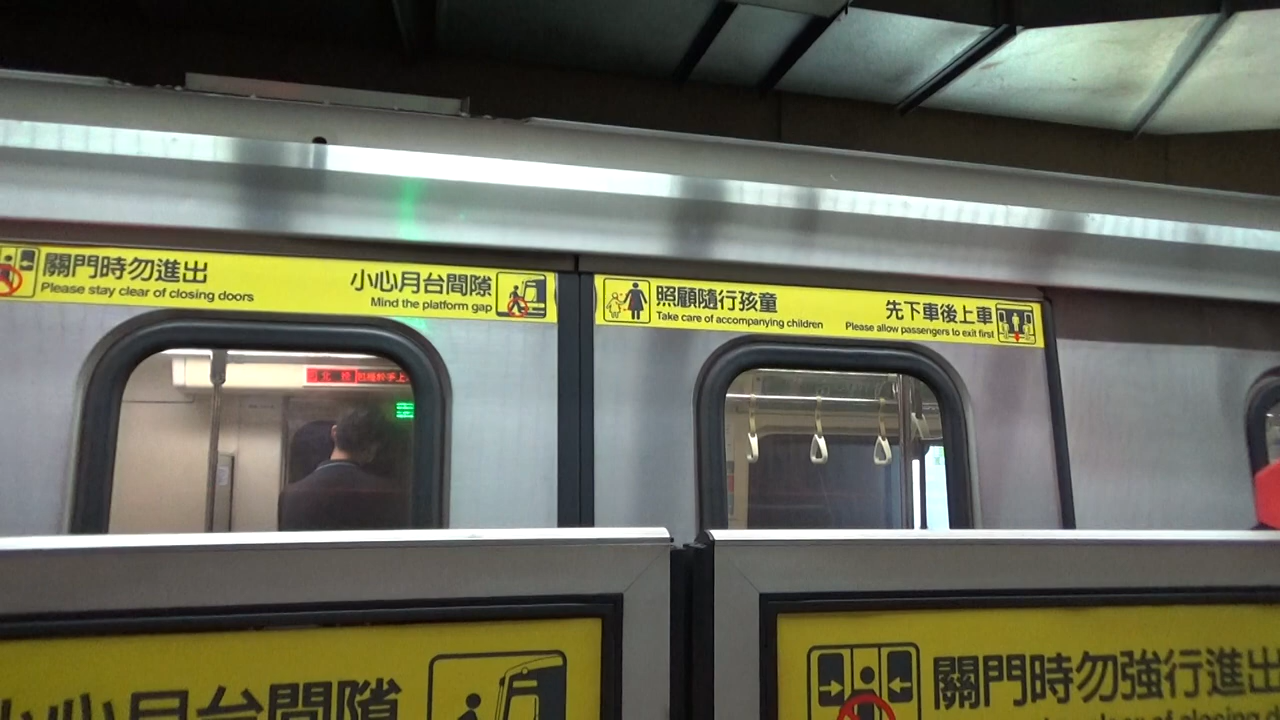 關門時勿進出
Please stay clear of closing doors
小心月台間隙
Mind the platform gap
照顧隨行孩童
Take care of accompanying children
先下車後上車
Please allow passengers to exit first
小心月台間隙
關門時勿強行進出